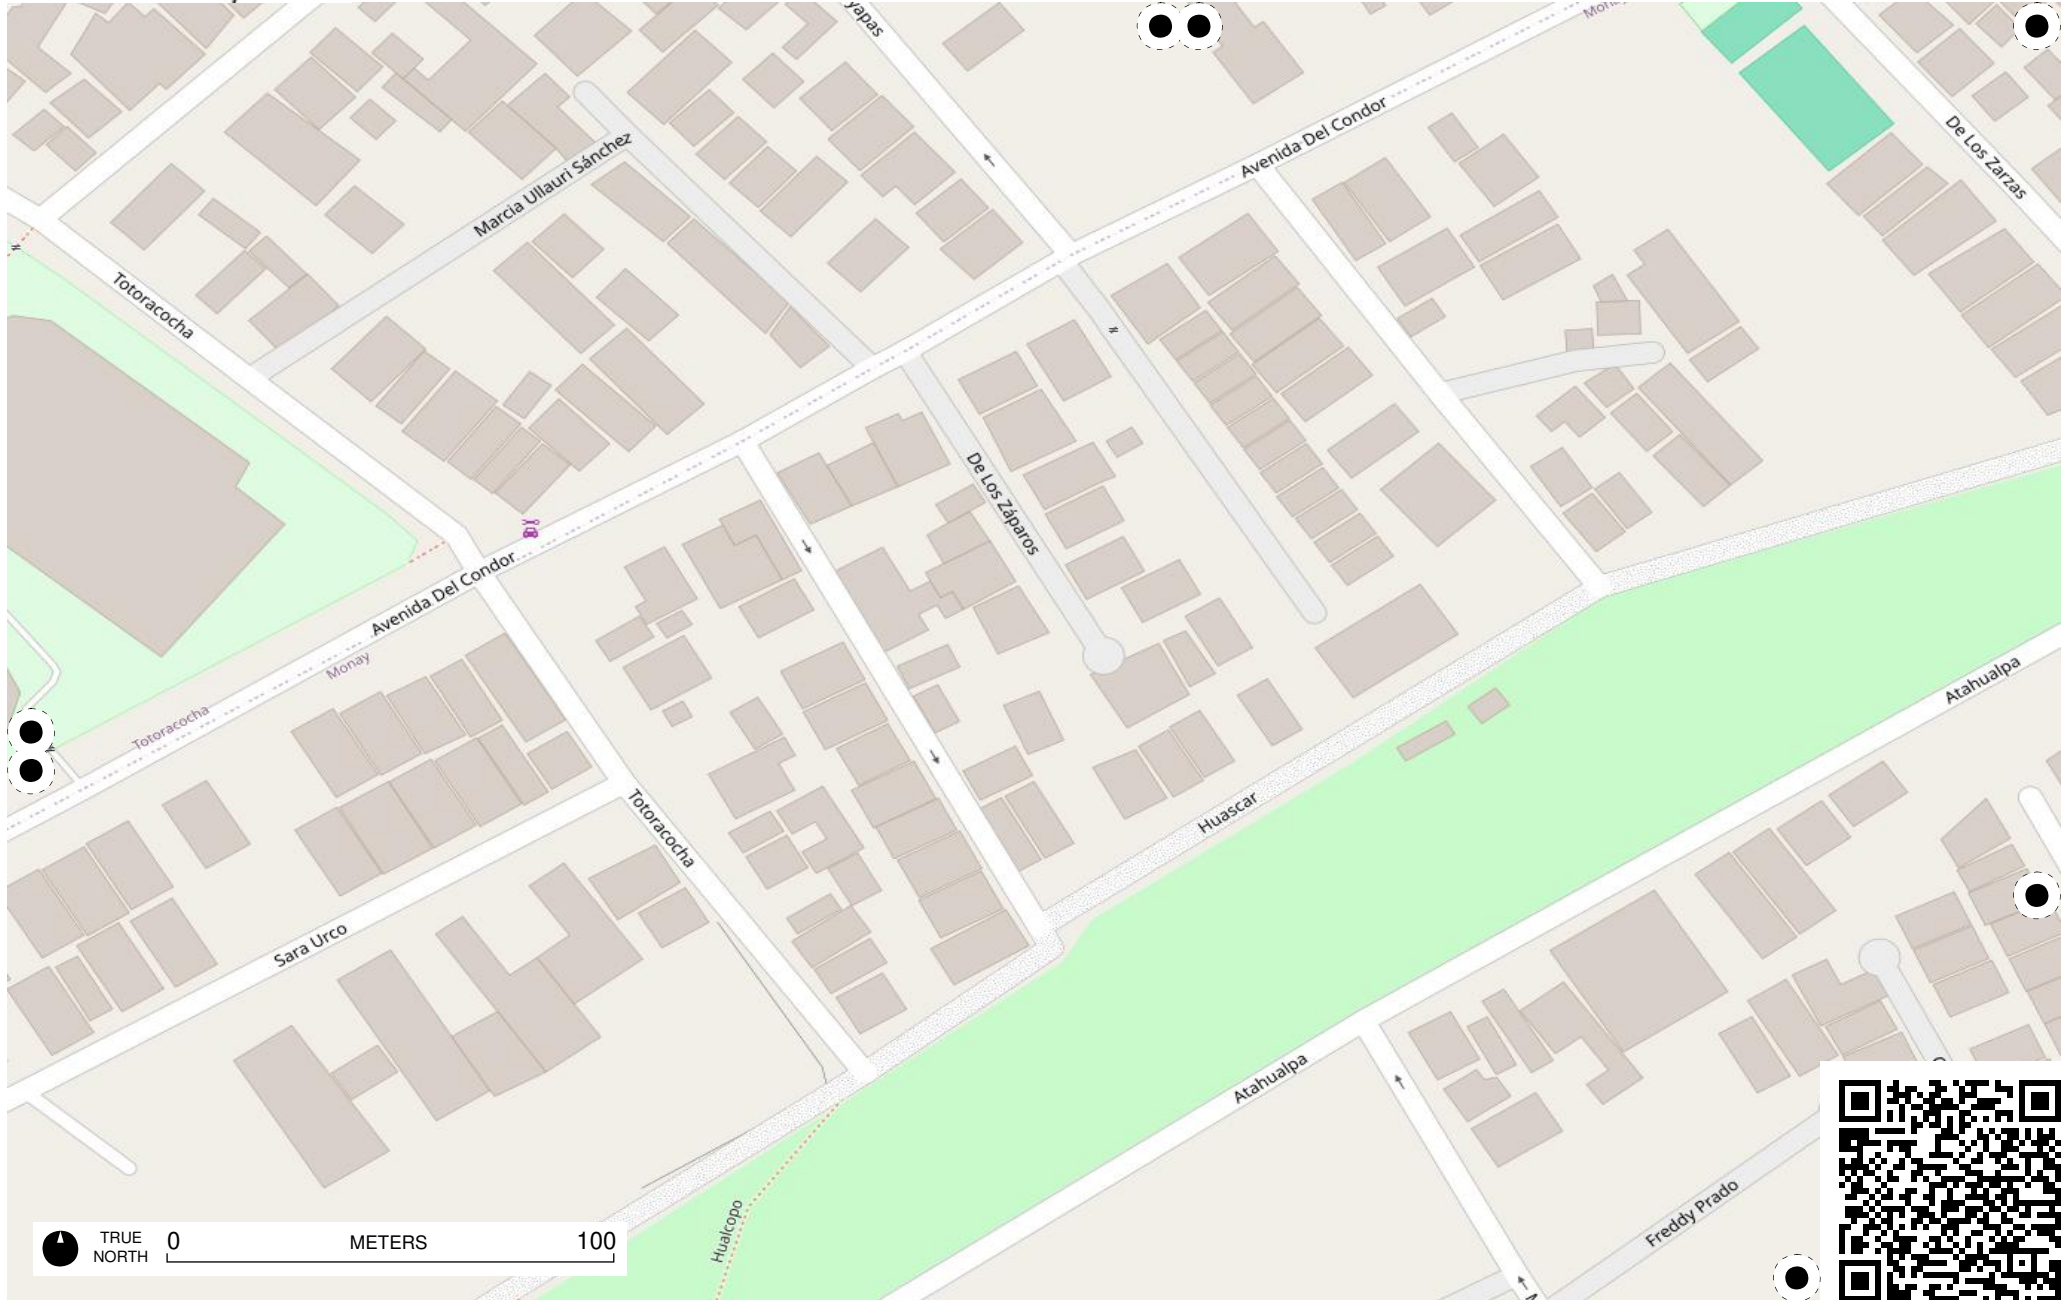 Monay
De Los Zarzas
Avenida Del Condor
Marcia Ullauri Sánchez
Totoracocha
De Los Záparos
Avenida Del Condor
Monay
Totoracocha
Atahualpa
Totoracocha
Huascar
Sara Urco
Atahualpa
Freddy Prado
Hualcopo
TRUE
NORTH
0 METERS 100